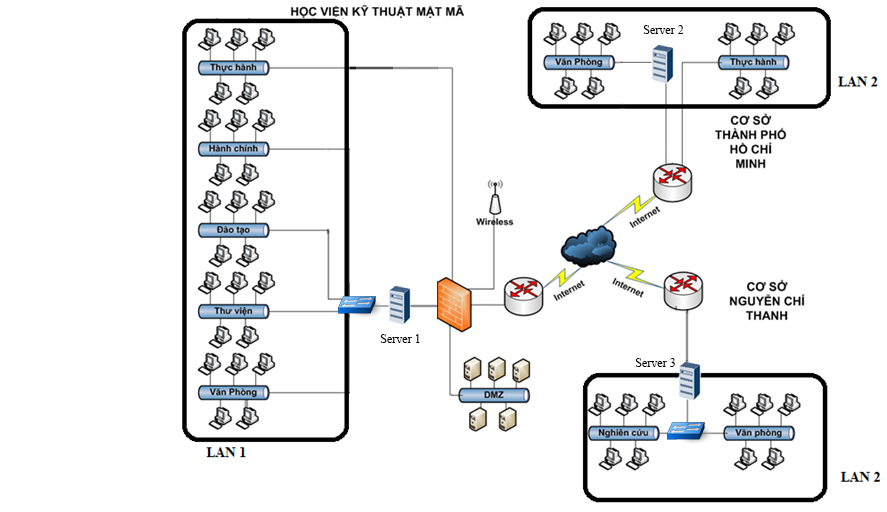 HỌC VIỆN KỸ THUẬT MẬT MÃ
Thực hành
Hành chính
Đào tạo
Thư viện
Văn Phòng
LAN 1
Server 1
Wireless
DMZ
Internet
Internet
Internet
Server 2
Văn Phòng
Thực hành
LAN 2
CƠ SỞ
THÀNH PHỐ
HỒ CHÍ
MINH
CƠ SỞ
NGUYỄN CHÍ
THANH
Server 3
Nghiên cứu
Văn phòng
LAN 2